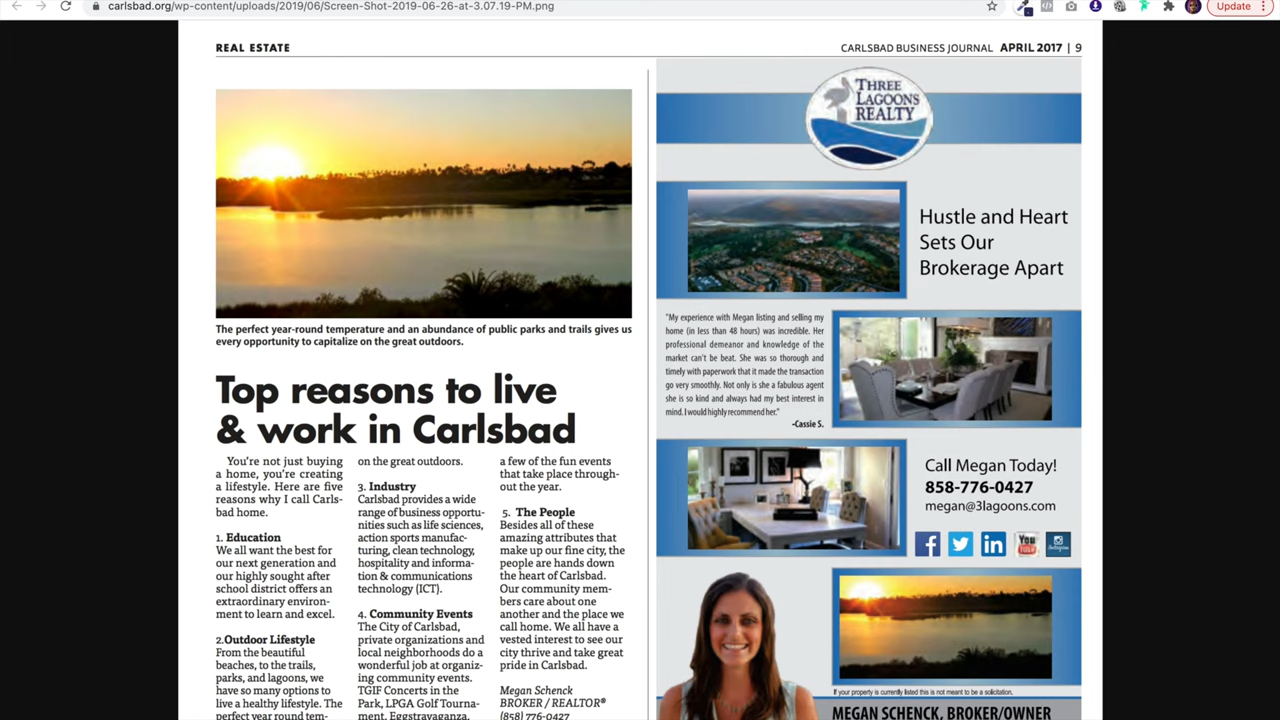 carlsbad.org/wp-content/uploads/2019/06/Screen-Shot-2019-06-26-at-3.07.19-PM.png
Update
REAL ESTATE
CARLSBAD BUSINESS JOURNAL APRIL 2017 | 9
The perfect year-round temperature and an abundance of public parks and trails gives us
every opportunity to capitalize on the great outdoors.
Top reasons to live
& work in Carlsbad
You're not just buying
a home, you're creating
a lifestyle. Here are five
reasons why I call Carls-
bad home.
1. Education
We all want the best for
our next generation and
our highly sought after
school district offers an
extraordinary environ-
ment to learn and excel.
2.Outdoor Lifestyle
From the beautiful
beaches, to the trails,
parks, and lagoons, we
have so many options to
live a healthy lifestyle. The
perfect year round tem-
on the great outdoors.
3. Industry
Carlsbad provides a wide
range of business opportu-
nities such as life sciences,
action sports manufac-
turing, clean technology,
hospitality and informa-
tion & communications
technology (ICT).
4. Community Events
The City of Carlsbad,
private organizations and
local neighborhoods do a
wonderful job at organiz-
ing community events.
TGIF Concerts in the
Park, LPGA Golf Tourna-
ment, Eggstravaganza,
a few of the fun events
that take place through-
out the year.
5. The People
Besides all of these
amazing attributes that
make up our fine city, the
people are hands down
the heart of Carlsbad.
Our community mem-
bers care about one
another and the place we
call home. We all have a
vested interest to see our
city thrive and take great
pride in Carlsbad.
Megan Schenck
BROKER / REALTOR®
(858) 776-0427
THREE
LAGOONS
REALTY
Hustle and Heart
Sets Our
Brokerage Apart
"My experience with Megan listing and selling my
home (in less than 48 hours) was incredible. Her
professional demeanor and knowledge of the
market can't be beat. She was so thorough and
timely with paperwork that it made the transaction
go very smoothly. Not only is she a fabulous agent
she is so kind and always had my best interest in
mind. I would highly recommend her."
-Cassie S.
Call Megan Today!
858-776-0427
megan@3lagoons.com
You
Tube
Instagram
If your property is currently listed this is not meant to be a solicitation.
MEGAN SCHENCK, BROKER/OWNER